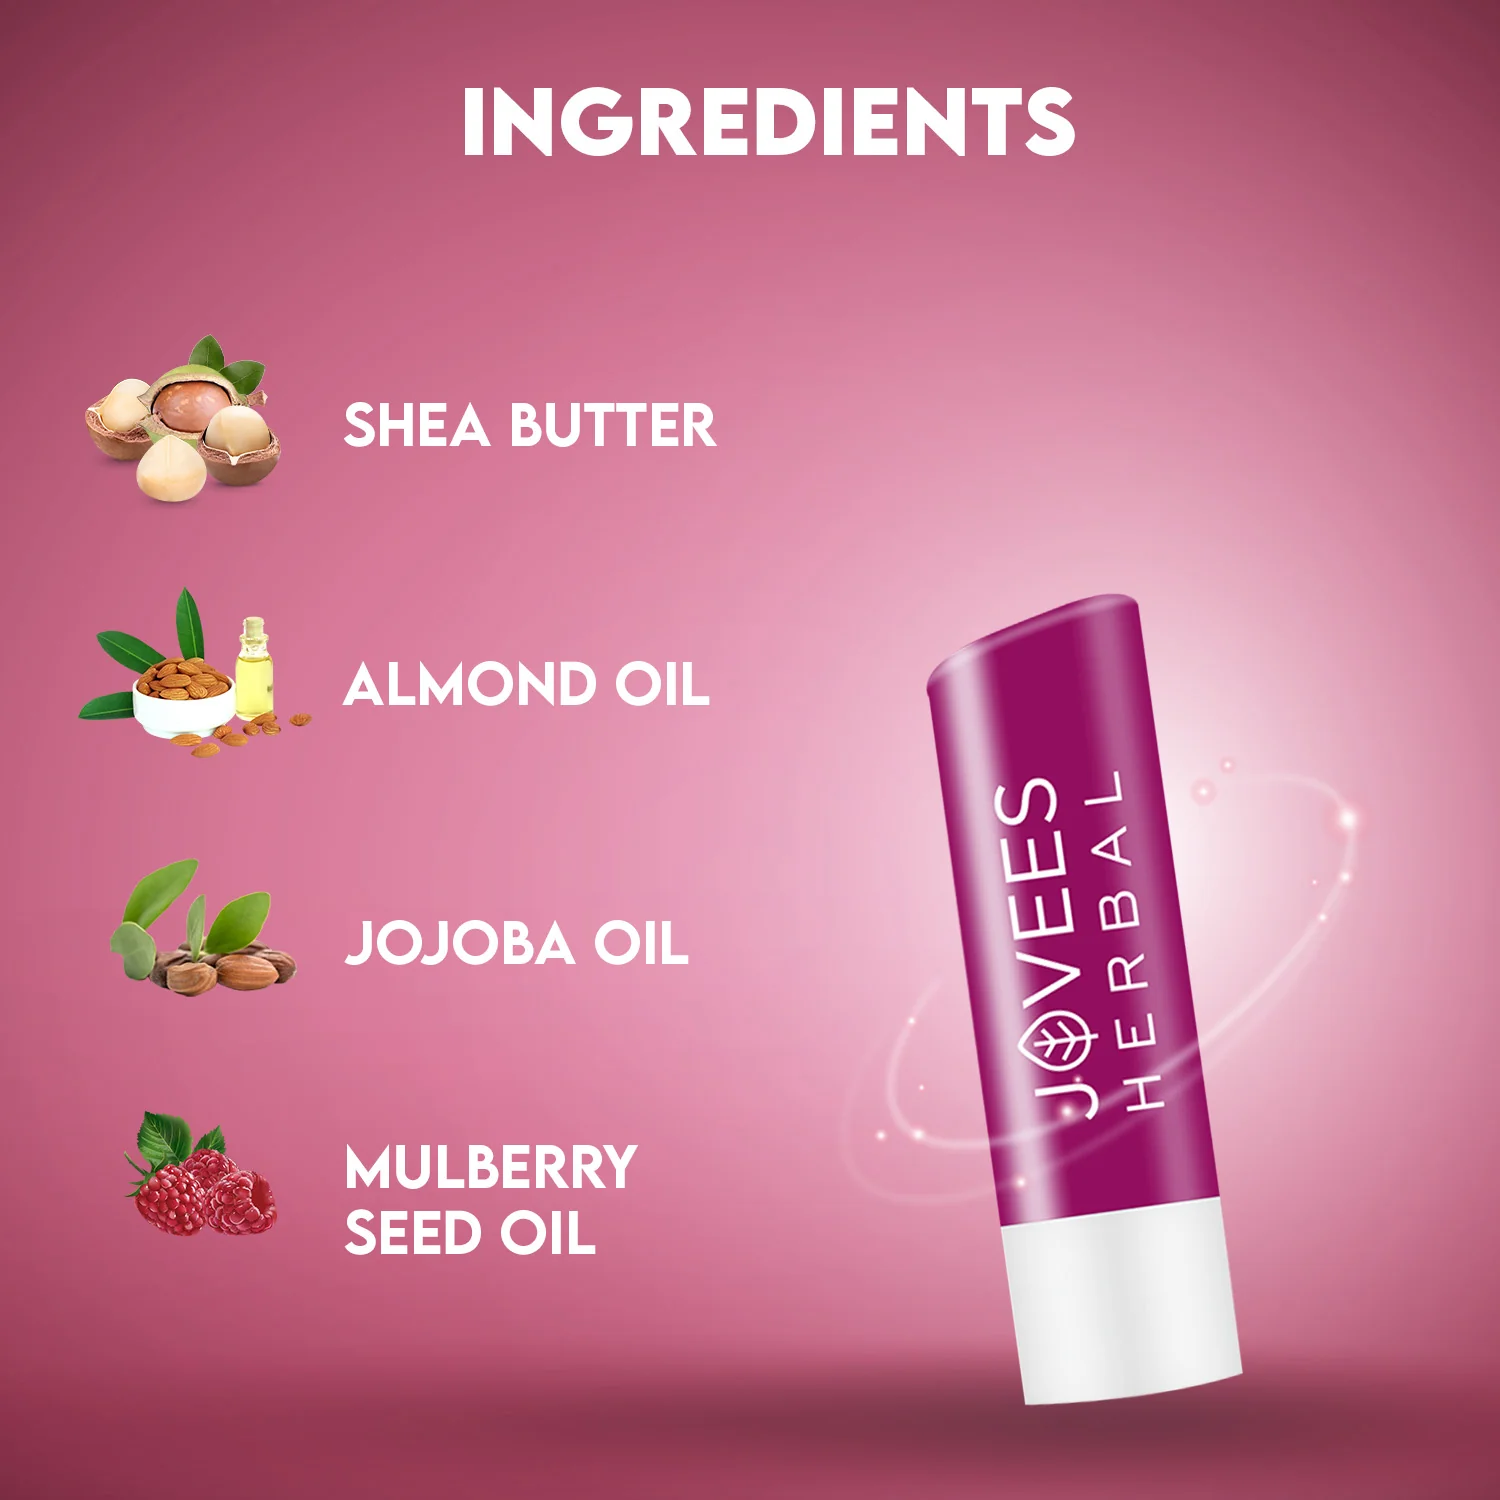 INGREDIENTS
SHEA BUTTER
ALMOND OIL
JOJOBA OIL
MULBERRY
SEED OIL
JOVEES
HERBAL